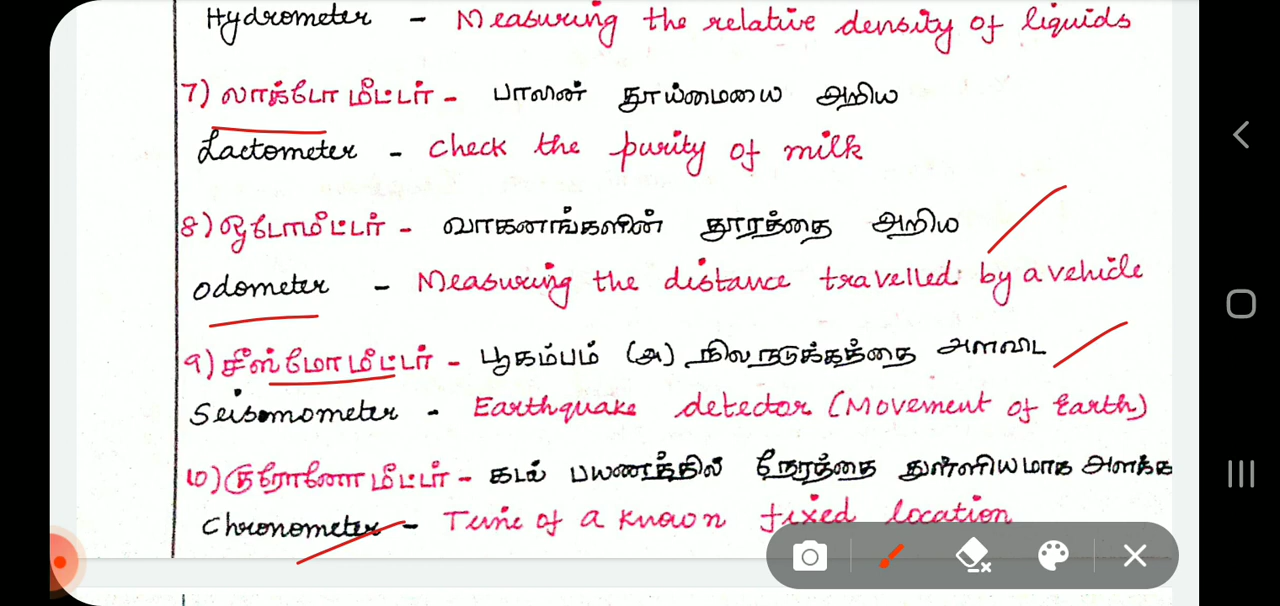 Hydrometer - Measuring the relative density of liquids
7) லாக்டோ மீட்டர் - பாலின் தூய்மையை அறிய
Lactometer - check the purity of milk
8) ஓடோமீட்டர் - வாகனங்களின் தூரத்தை அறிய
odometer - Measuring the distance travelled by a vehicle
9) சீஸ்மோ மீட்டர் - பூகம்பம் (அ) நிலநடுக்கத்தை அளவிட
Seisomometer - Earthquake detector (Movement of Earth)
10) குரோனோ மீட்டர் - கடல் பயணத்தில் நேரத்தை துள்ளியமாக அளக்க
Chronometer - Time of a known fixed location